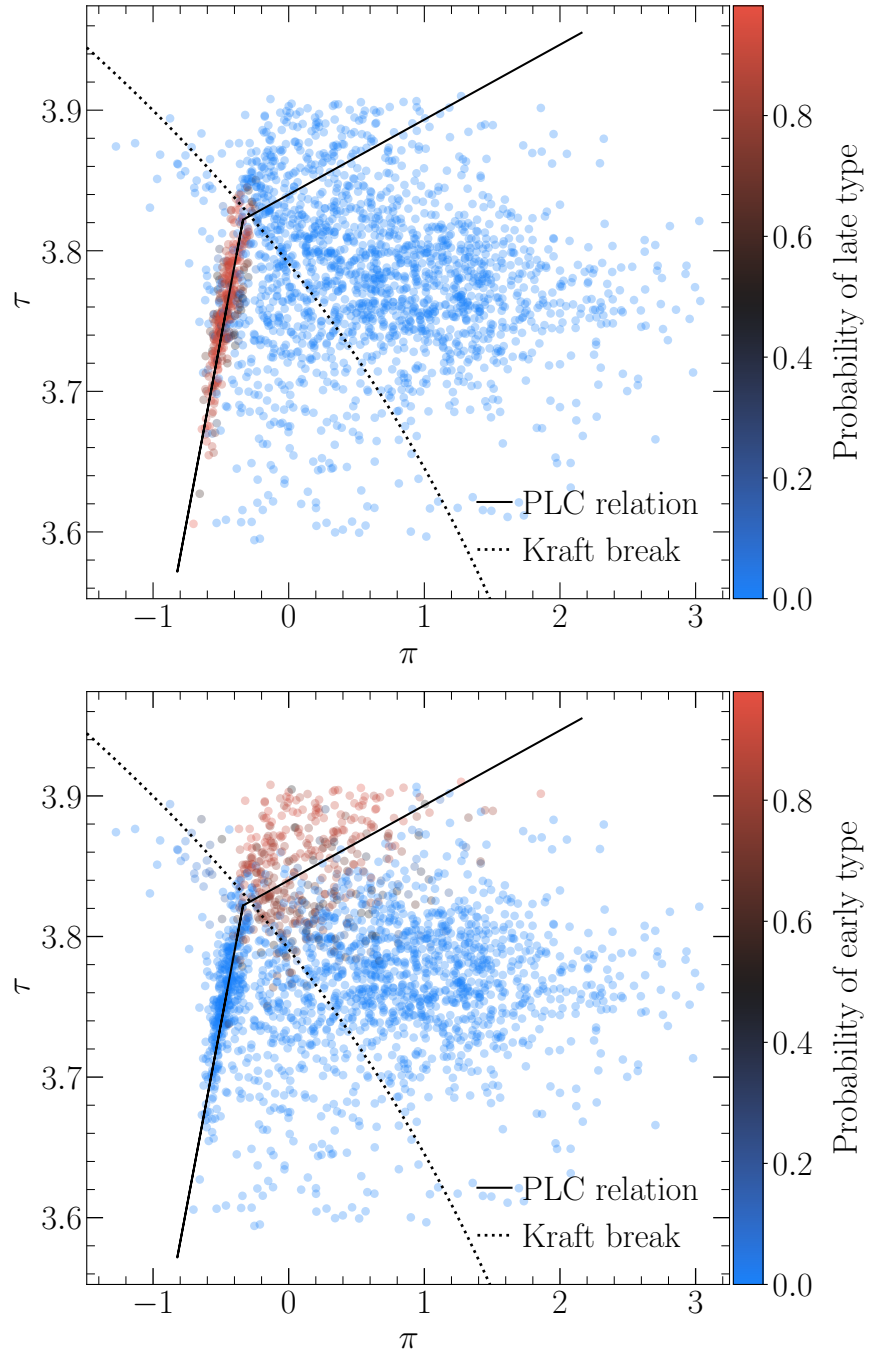 3.9
3.8
3.7
3.6
τ
−1 0 1 2 3
π
PLC relation
Kraft break
0.8
0.6
0.4
0.2
0.0
Probability of late type
3.9
3.8
3.7
3.6
τ
−1 0 1 2 3
π
PLC relation
Kraft break
0.8
0.6
0.4
0.2
0.0
Probability of early type